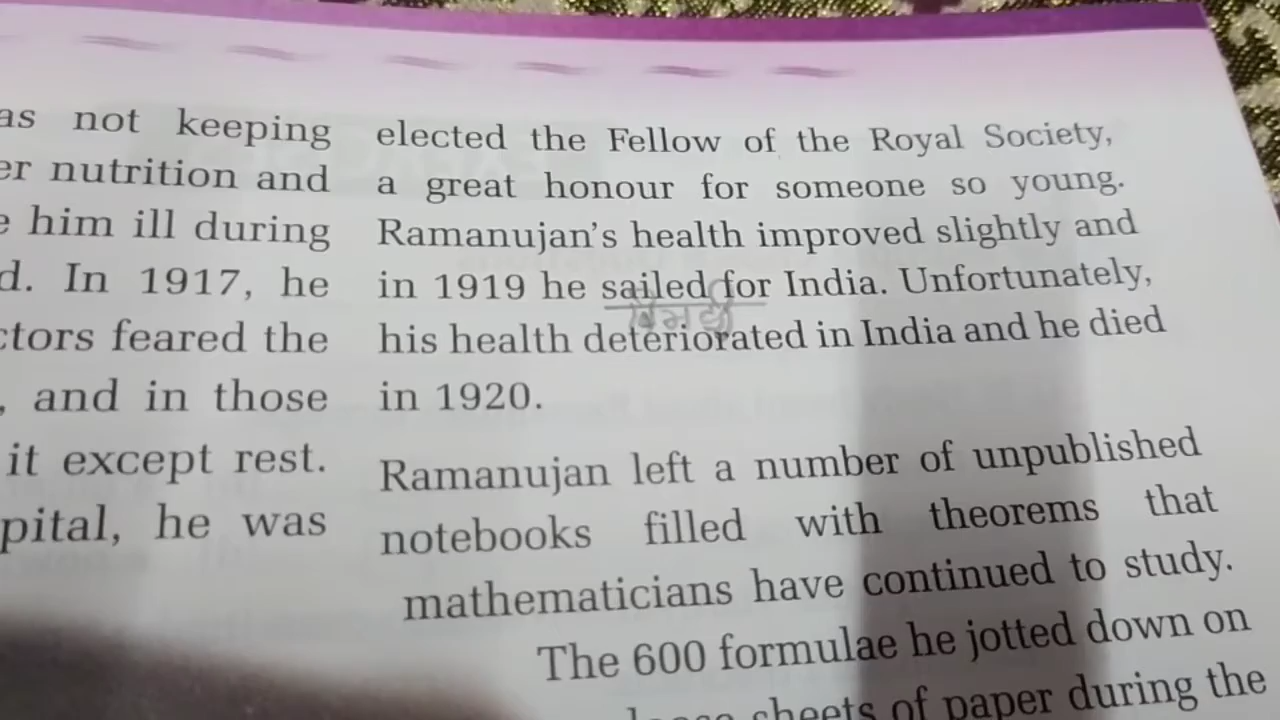 as not keeping
er nutrition and
e him ill during
d. In 1917, he
ctors feared the
, and in those
it except rest.
pital, he was
elected the Fellow of the Royal Society,
a great honour for someone so young.
Ramanujan's health improved slightly and
in 1919 he sailed for India. Unfortunately,
his health deteriorated in India and he died
in 1920.
Ramanujan left a number of unpublished
notebooks filled with theorems that
mathematicians have continued to study.
The 600 formulae he jotted down on
sheets of paper during the